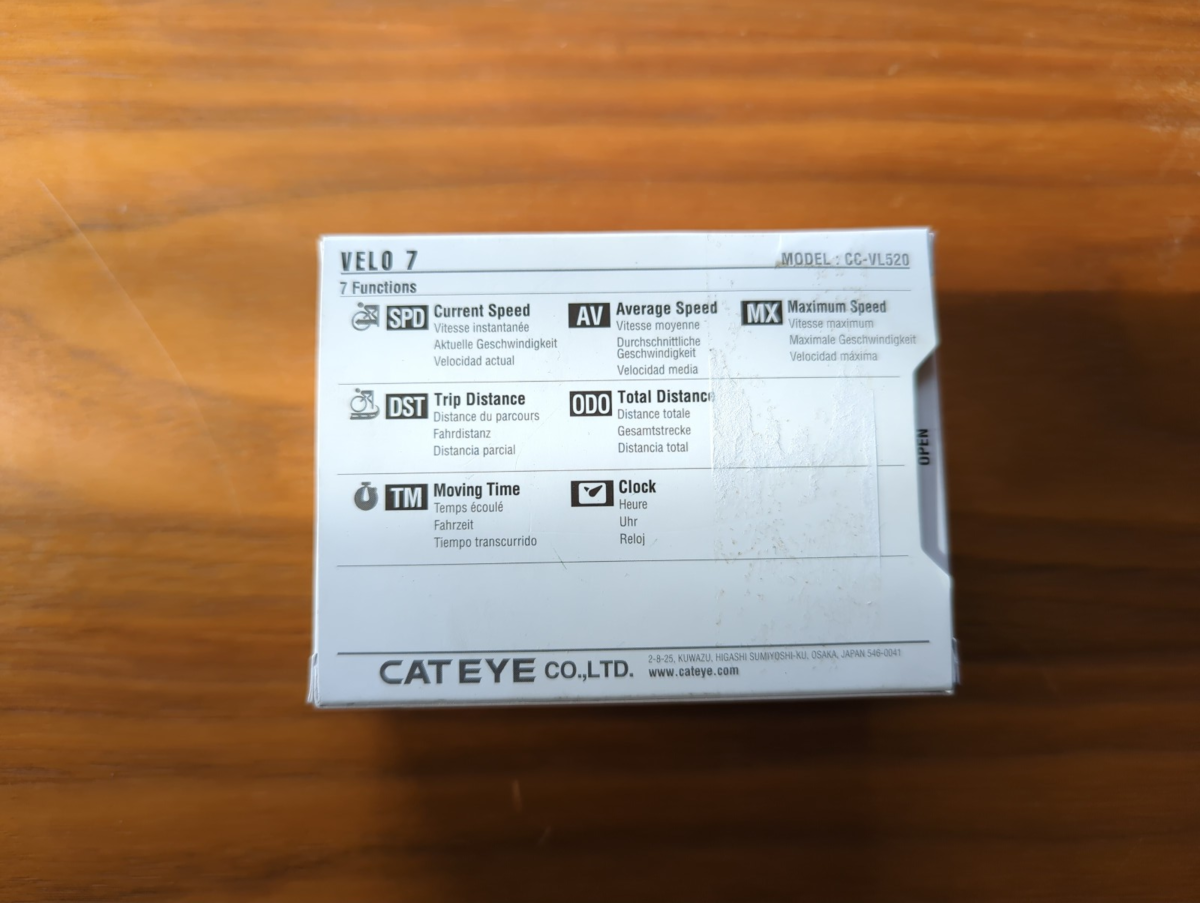 VELO 7
MODEL : CC-VL520
7 Functions
SPD Current Speed
Vitesse instantanée
Aktuelle Geschwindigkeit
Velocidad actual
AV Average Speed
Vitesse moyenne
Durchschnittliche
Geschwindigkeit
Velocidad media
MX Maximum Speed
Vitesse maximum
Maximale Geschwindigkeit
Velocidad máxima
DST Trip Distance
Distance du parcours
Fahrdistanz
Distancia parcial
ODO Total Distance
Distance totale
Gesamtstrecke
Distancia total
TM Moving Time
Temps écoulé
Fahrzeit
Tiempo transcurrido
Clock
Heure
Uhr
Reloj
OPEN
CATEYE CO.,LTD.
2-8-25, KUWAZU, HIGASHI SUMIYOSHI-KU, OSAKA, JAPAN 546-0041
www.cateye.com